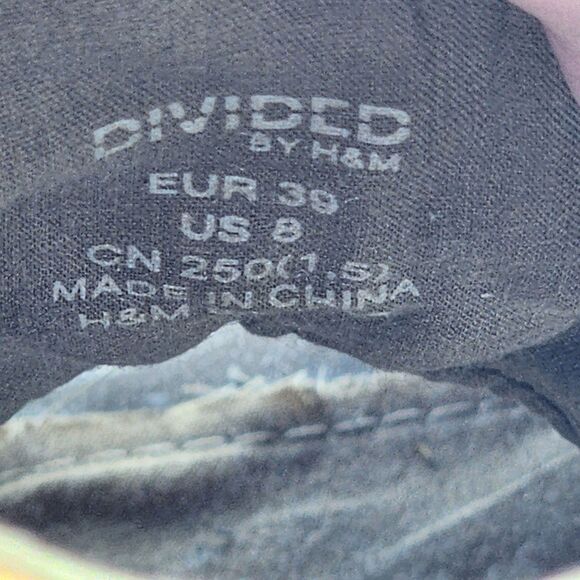 DIVIDED
BY H&M
EUR 39
US 8
CN 250(1.5)
MADE IN CHINA
H&M